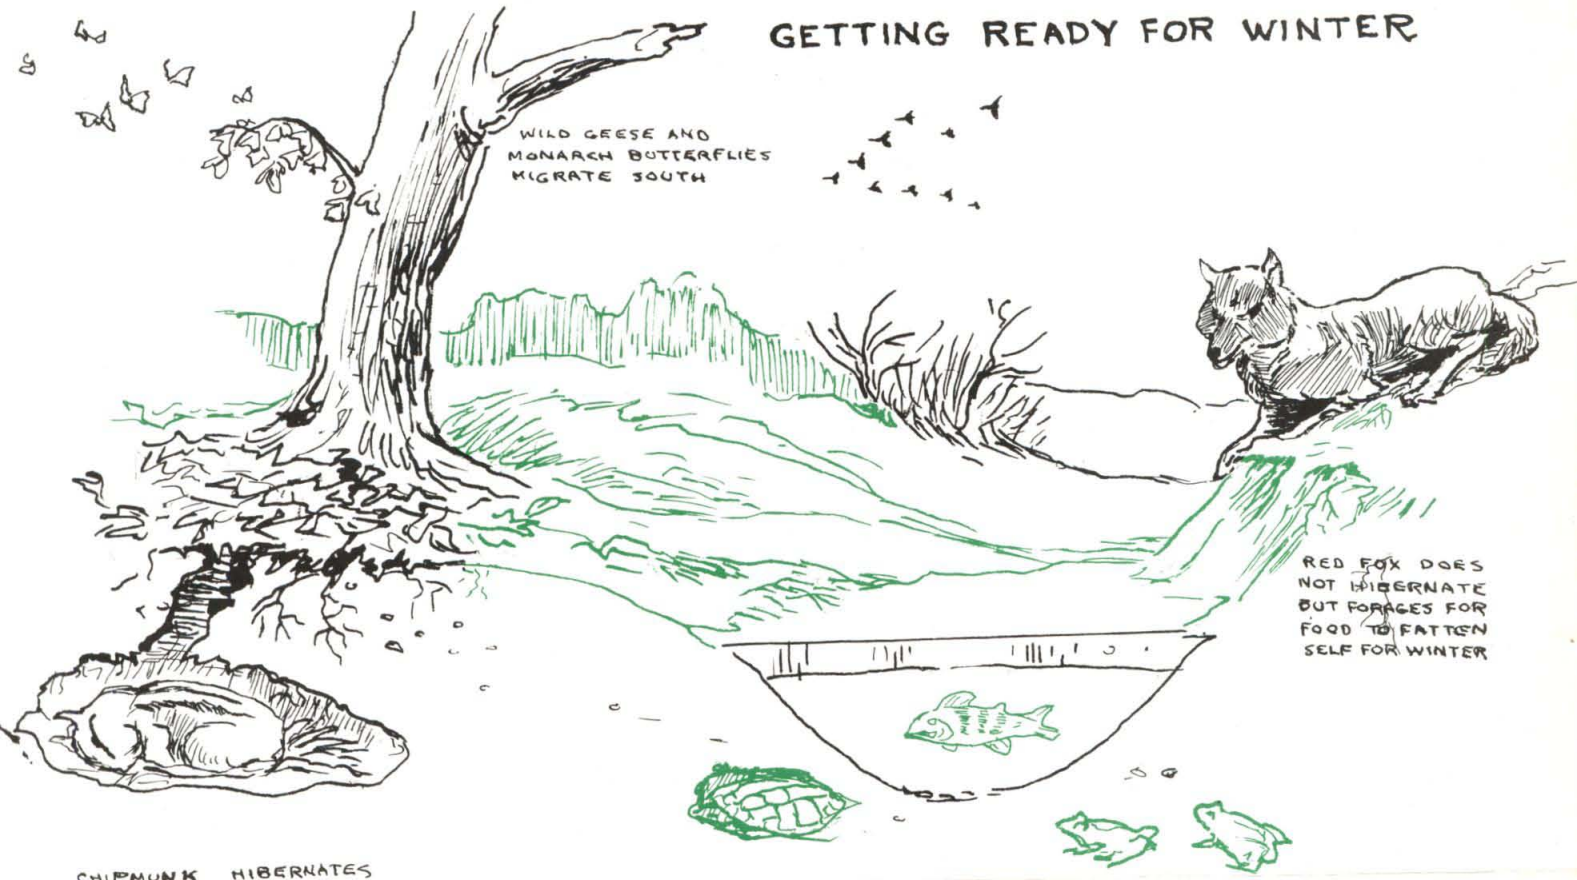 GETTING READY FOR WINTER
WILD GEESE AND
MONARCH BUTTERFLIES
MIGRATE SOUTH
RED FOX DOES
NOT HIBERNATE
BUT FORAGES FOR
FOOD TO FATTEN
SELF FOR WINTER
CHIPMUNK HIBERNATES